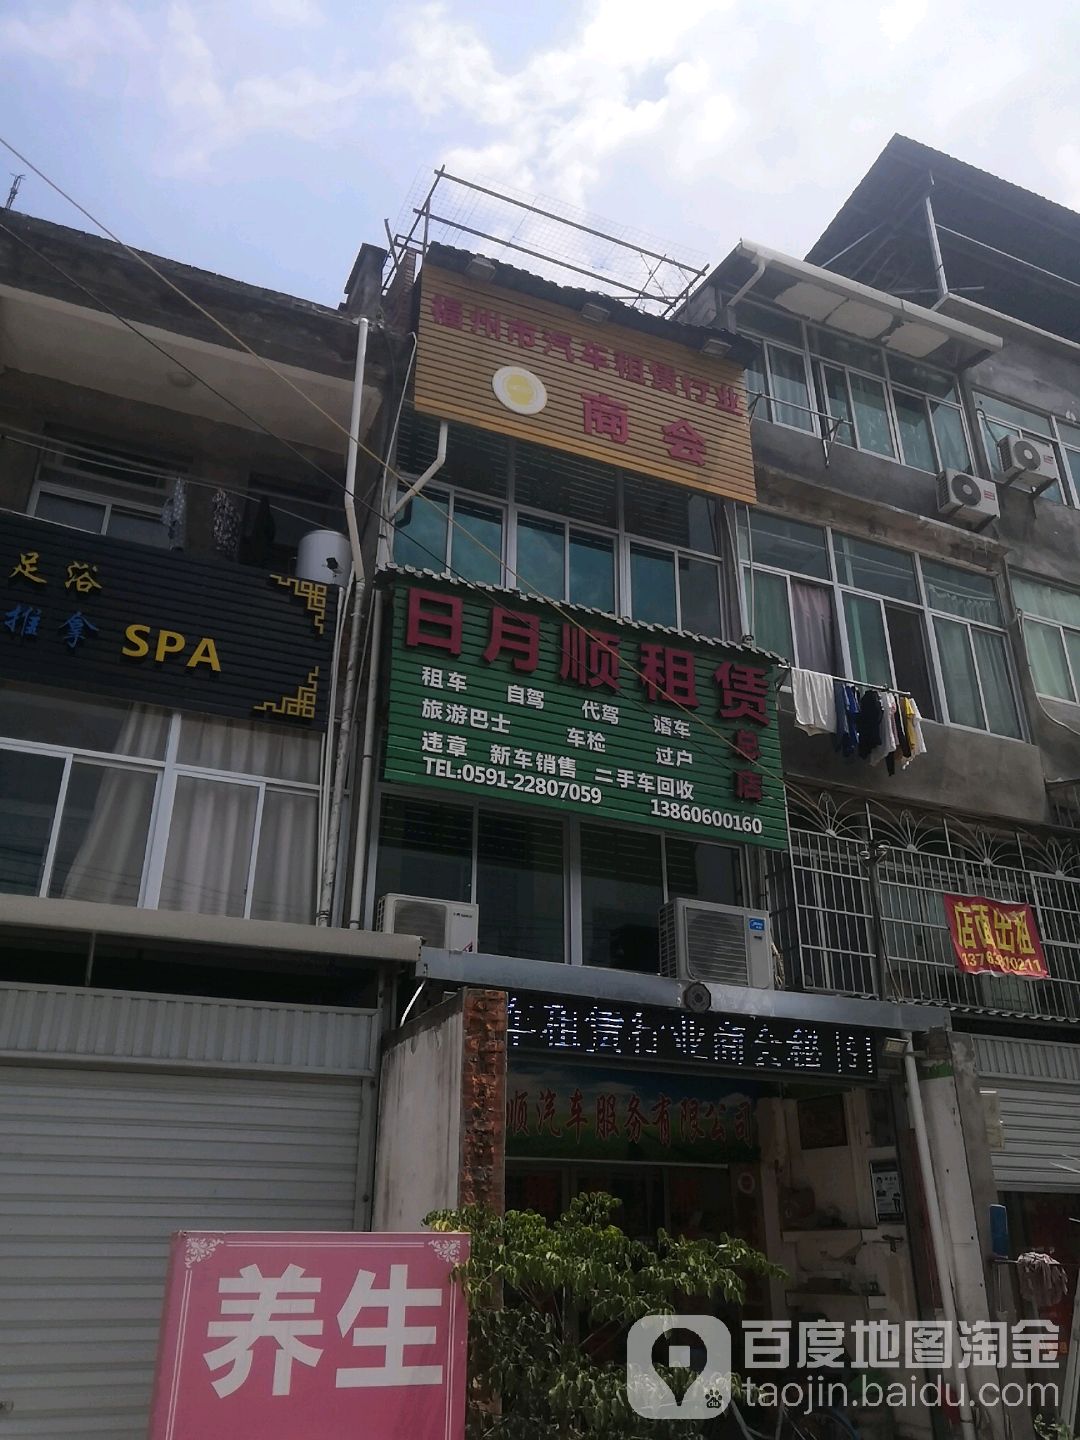 福州市汽车租赁行业
商会
足浴
推拿 SPA
日月顺租赁
总店
租车 自驾 代驾 婚车
旅游巴士 车检 过户
违章 新车销售 二手车回收
TEL:0591-22807059 13860600160
店面出租
车租赁行业商会
顺汽车服务有限公司
养生
百度地图淘金
taojin.baidu.com